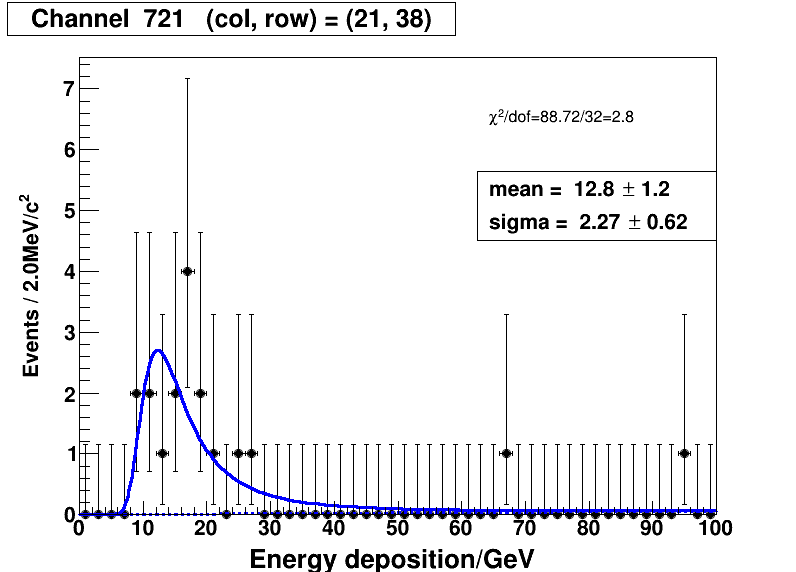 Channel 721 (col, row) = (21, 38)
χ²/dof=88.72/32=2.8
mean = 12.8 ± 1.2
sigma = 2.27 ± 0.62
Events / 2.0MeV/c²
7
6
5
4
3
2
1
0
0 10 20 30 40 50 60 70 80 90 100
Energy deposition/GeV